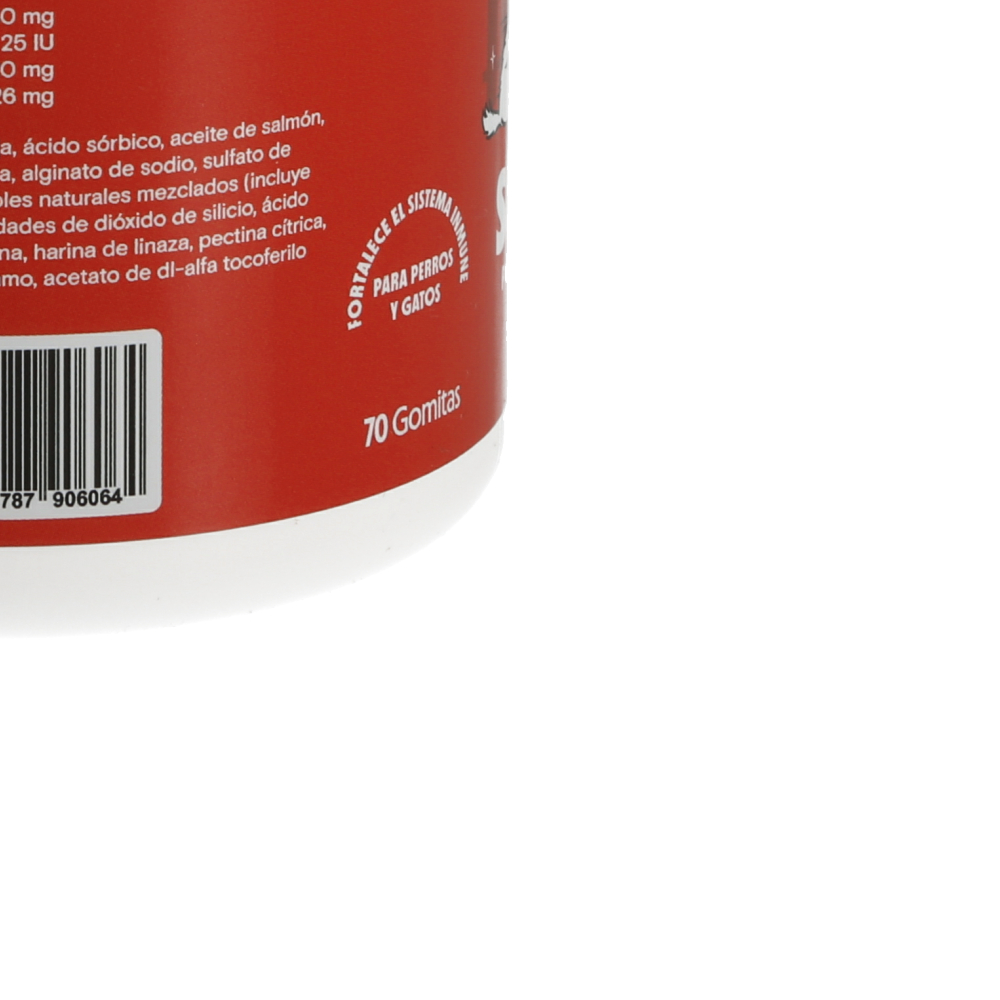 0 mg
25 IU
0 mg
26 mg
a, ácido sórbico, aceite de salmón,
a, alginato de sodio, sulfato de
oles naturales mezclados (incluye
dades de dióxido de silicio, ácido
na, harina de linaza, pectina cítrica,
amo, acetato de dl-alfa tocoferilo
FORTALECE EL SISTEMA INMUNE
PARA PERROS
Y GATOS
70 Gomitas
787 906064